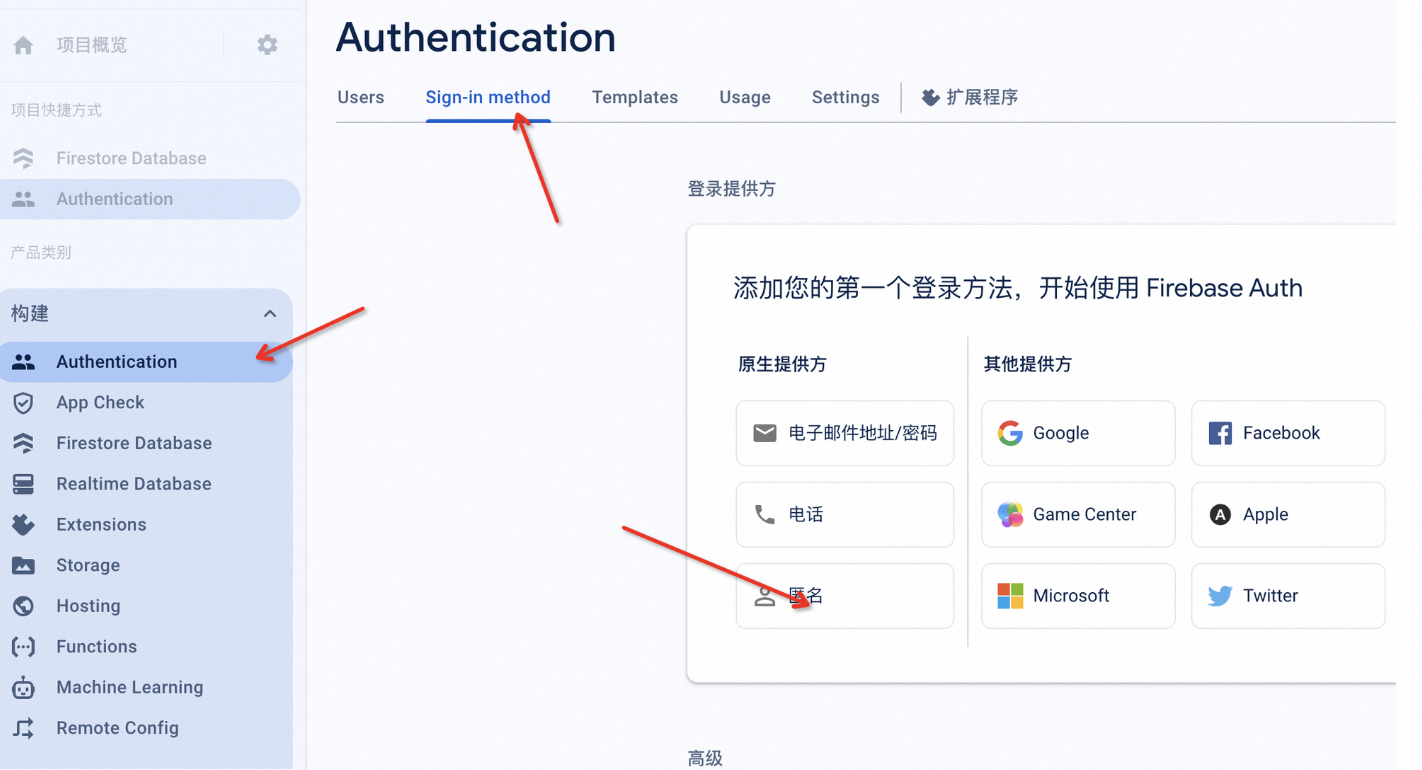 项目概览
项目快捷方式
Firestore Database
Authentication
产品类别
构建
Authentication
App Check
Firestore Database
Realtime Database
Extensions
Storage
Hosting
Functions
Machine Learning
Remote Config
Authentication
Users Sign-in method Templates Usage Settings 扩展程序
登录提供方
添加您的第一个登录方法，开始使用 Firebase Auth
原生提供方
电子邮件地址/密码
电话
匿名
其他提供方
Google Facebook
Game Center Apple
Microsoft Twitter
高级